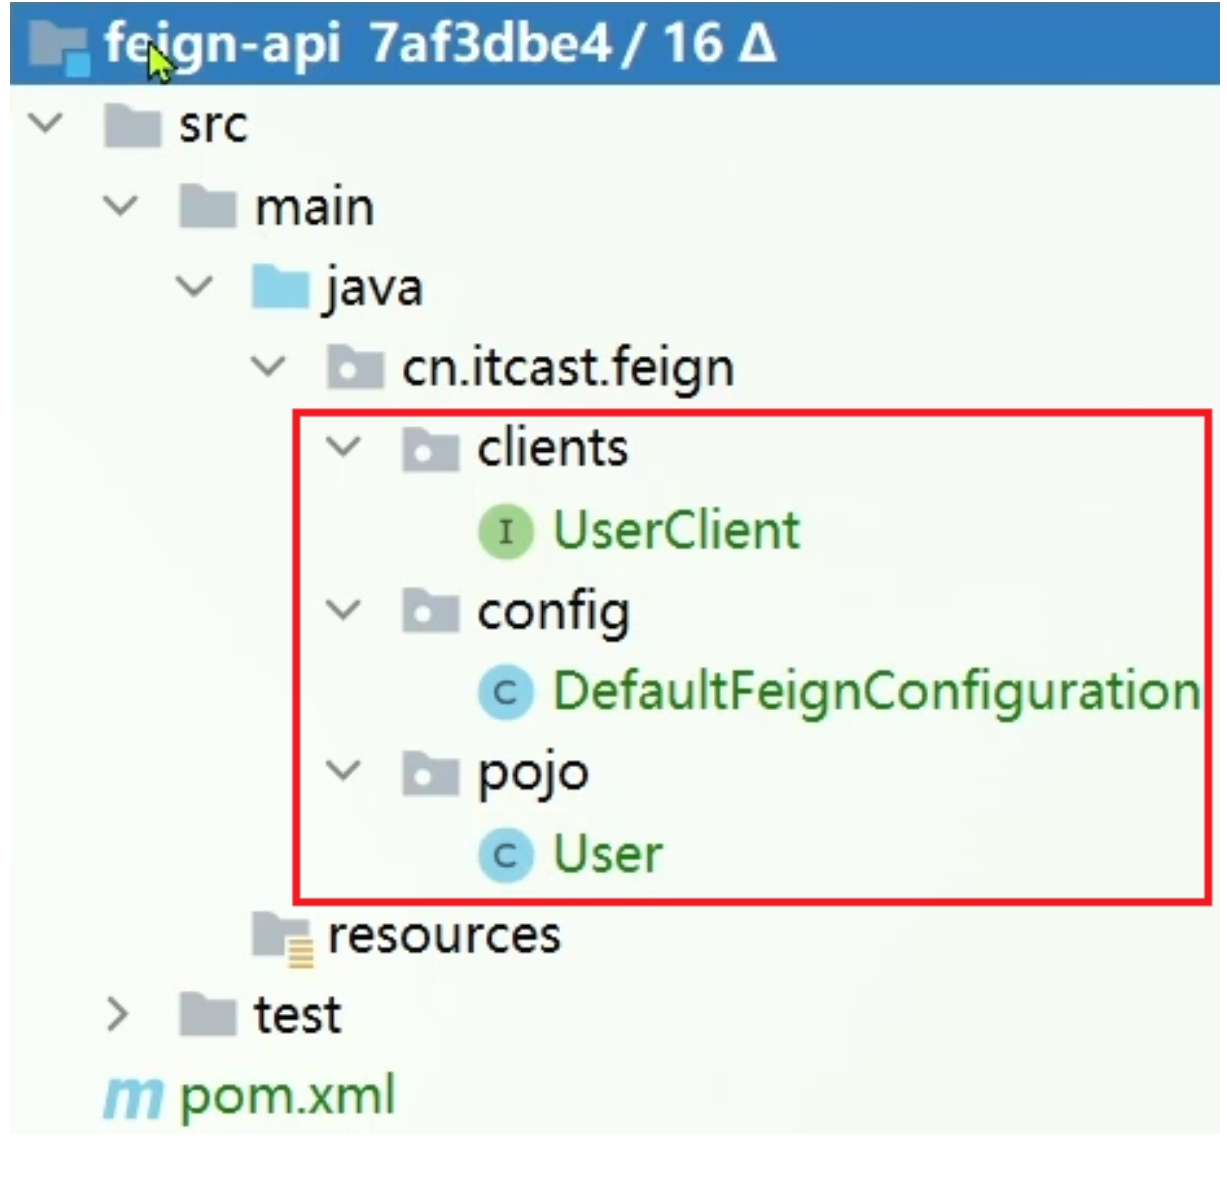 feign-api 7af3dbe4 / 16 Δ
src
main
java
cn.itcast.feign
clients
I UserClient
config
C DefaultFeignConfiguration
pojo
C User
resources
test
m pom.xml